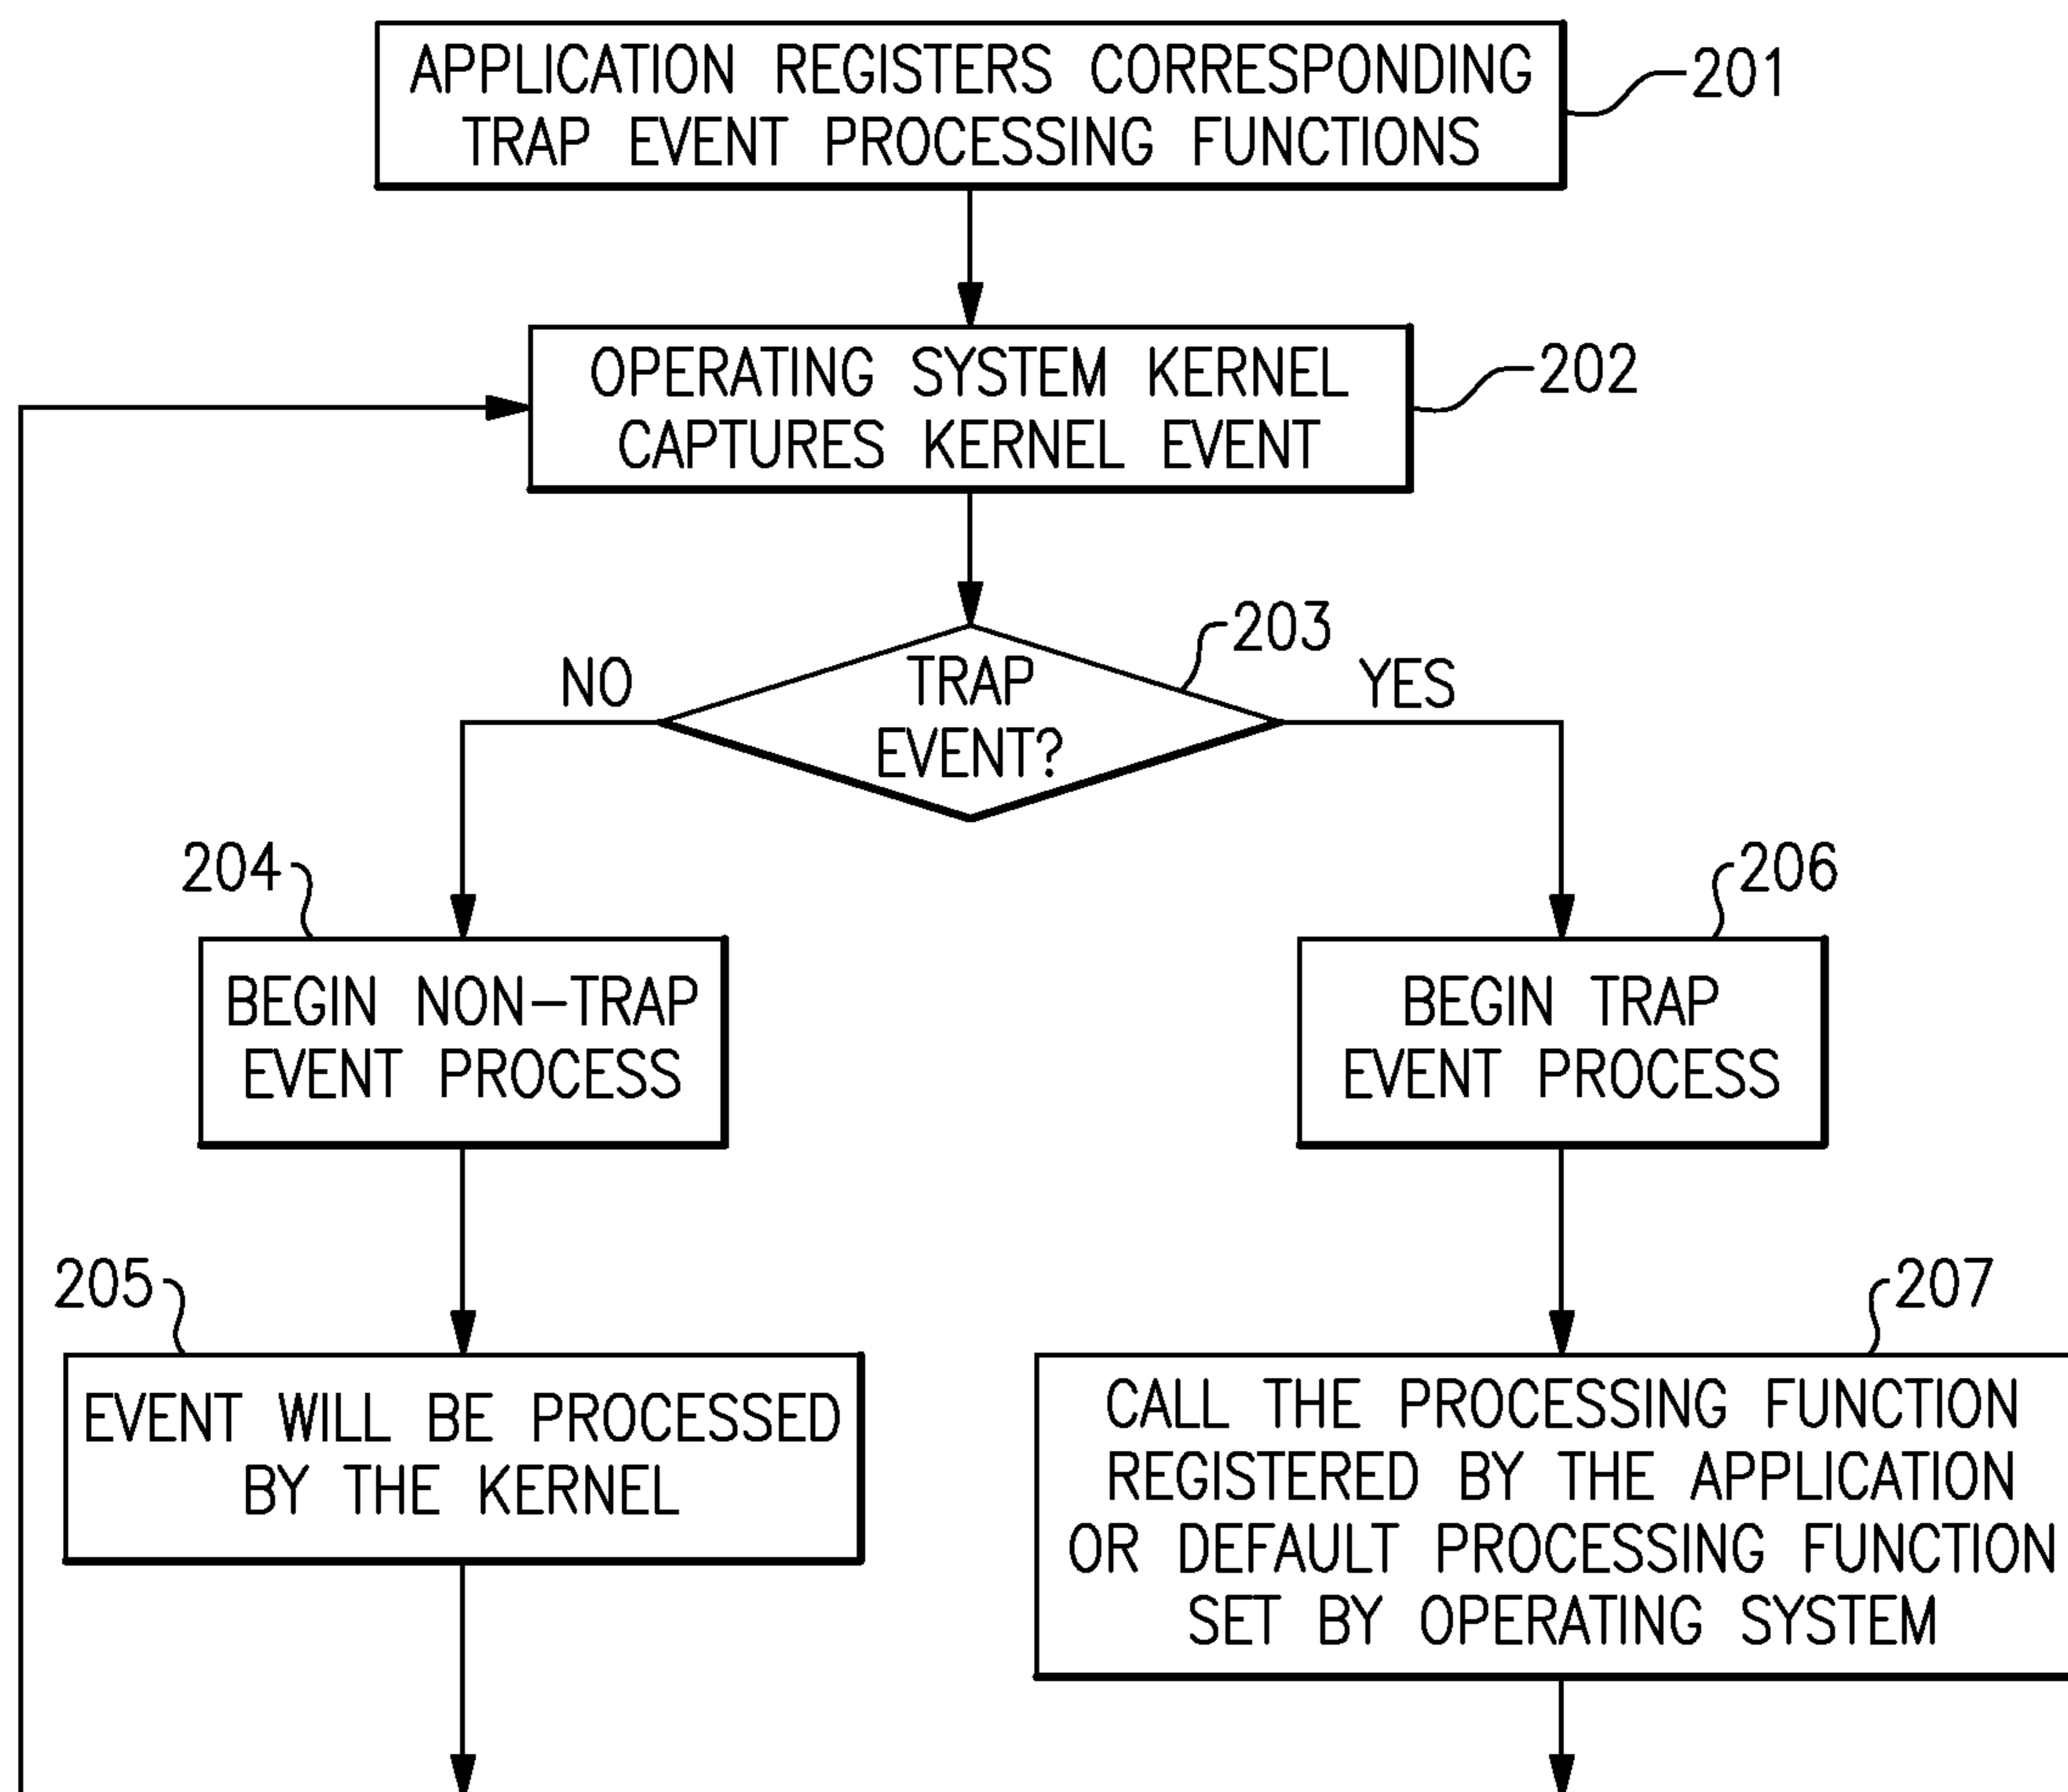 APPLICATION REGISTERS CORRESPONDING
TRAP EVENT PROCESSING FUNCTIONS
201
OPERATING SYSTEM KERNEL
CAPTURES KERNEL EVENT
202
203
NO
TRAP
EVENT?
YES
204
BEGIN NON-TRAP
EVENT PROCESS
206
BEGIN TRAP
EVENT PROCESS
205
EVENT WILL BE PROCESSED
BY THE KERNEL
207
CALL THE PROCESSING FUNCTION
REGISTERED BY THE APPLICATION
OR DEFAULT PROCESSING FUNCTION
SET BY OPERATING SYSTEM